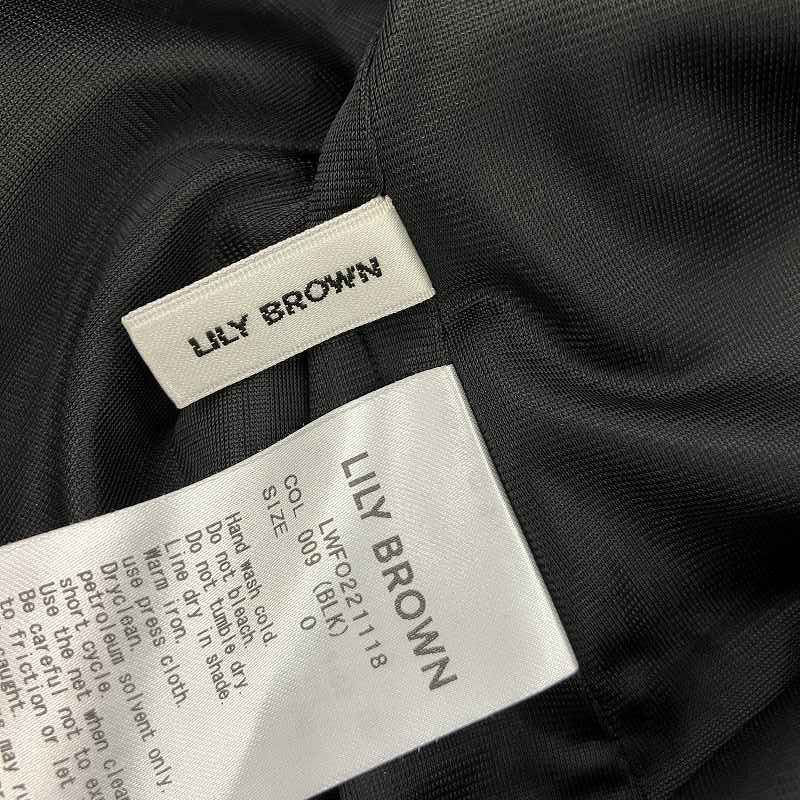 LILY BROWN
LILY BROWN
LWFO221118
COL 009 (BLK)
SIZE 0
Hand wash cold.
Do not bleach.
Do not tumble dry.
Line dry in shade.
Warm iron.
use press cloth.
Dryclean.
petroleum solvent only.
short cycle.
Use the net when
Be careful not to
to friction or let
caught.
may